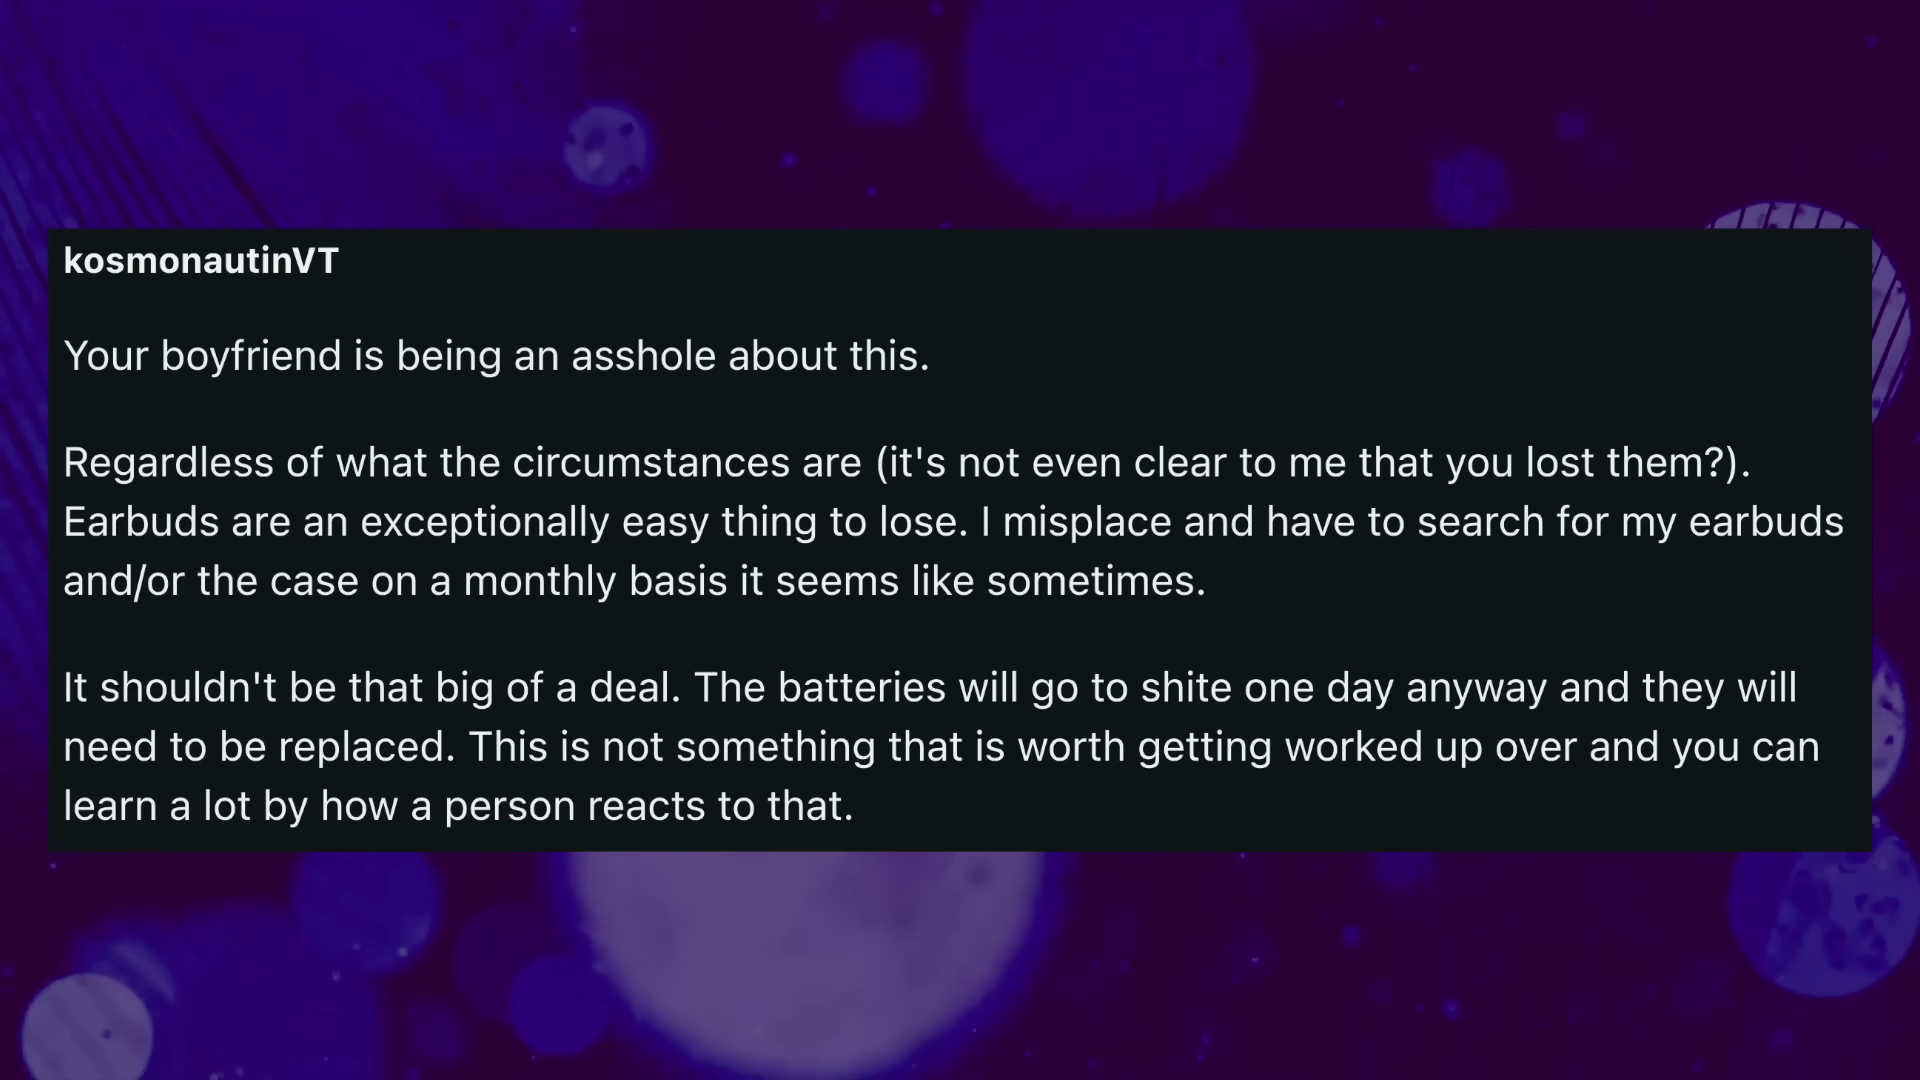 kosmonautinVT
Your boyfriend is being an asshole about this.
Regardless of what the circumstances are (it's not even clear to me that you lost them?).
Earbuds are an exceptionally easy thing to lose. I misplace and have to search for my earbuds
and/or the case on a monthly basis it seems like sometimes.
It shouldn't be that big of a deal. The batteries will go to shite one day anyway and they will
need to be replaced. This is not something that is worth getting worked up over and you can
learn a lot by how a person reacts to that.